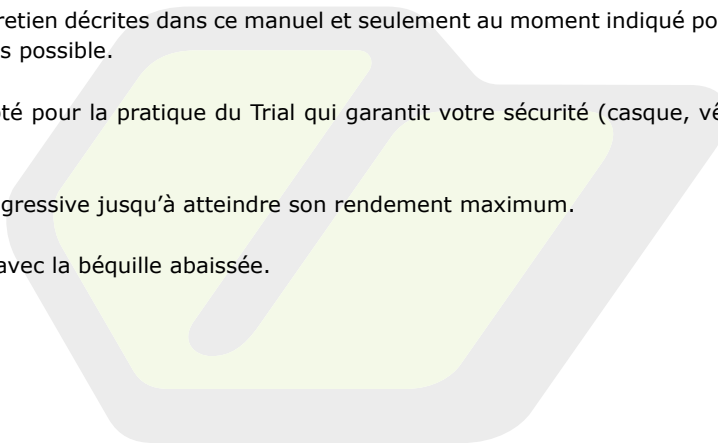 retien décrites dans ce manuel et seulement au moment indiqué po
s possible.
té pour la pratique du Trial qui garantit votre sécurité (casque, vê
gressive jusqu’à atteindre son rendement maximum.
avec la béquille abaissée.